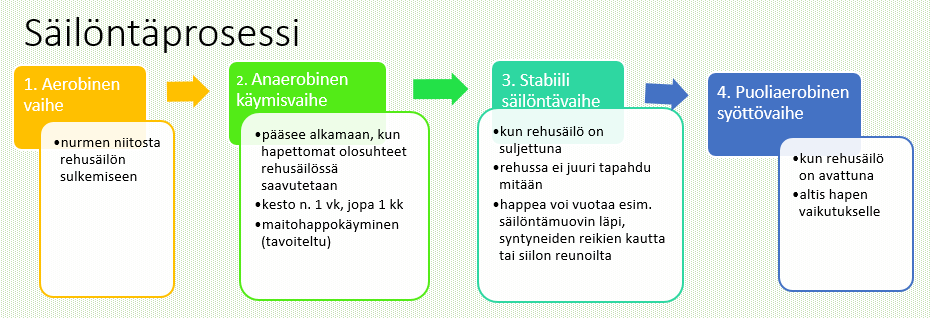 Säilöntäprosessi
1. Aerobinen
vaihe
•nurmen niitosta
rehusäilön
sulkemiseen
2. Anaerobinen
käymisvaihe
•pääsee alkamaan, kun
hapettomat olosuhteet
rehusäilössä
saavutetaan
•kesto n. 1 vk, jopa 1 kk
•maitohappokäyminen
(tavoiteltu)
3. Stabiili
säilöntävaihe
•kun rehusäilö on
suljettuna
•rehussa ei juuri tapahdu
mitään
•happea voi vuotaa esim.
säilöntämuovin läpi,
syntyneiden reikien kautta
tai siilon reunoilta
4. Puoliaerobinen
syöttövaihe
•kun rehusäilö
on avattuna
•altis hapen
vaikutukselle